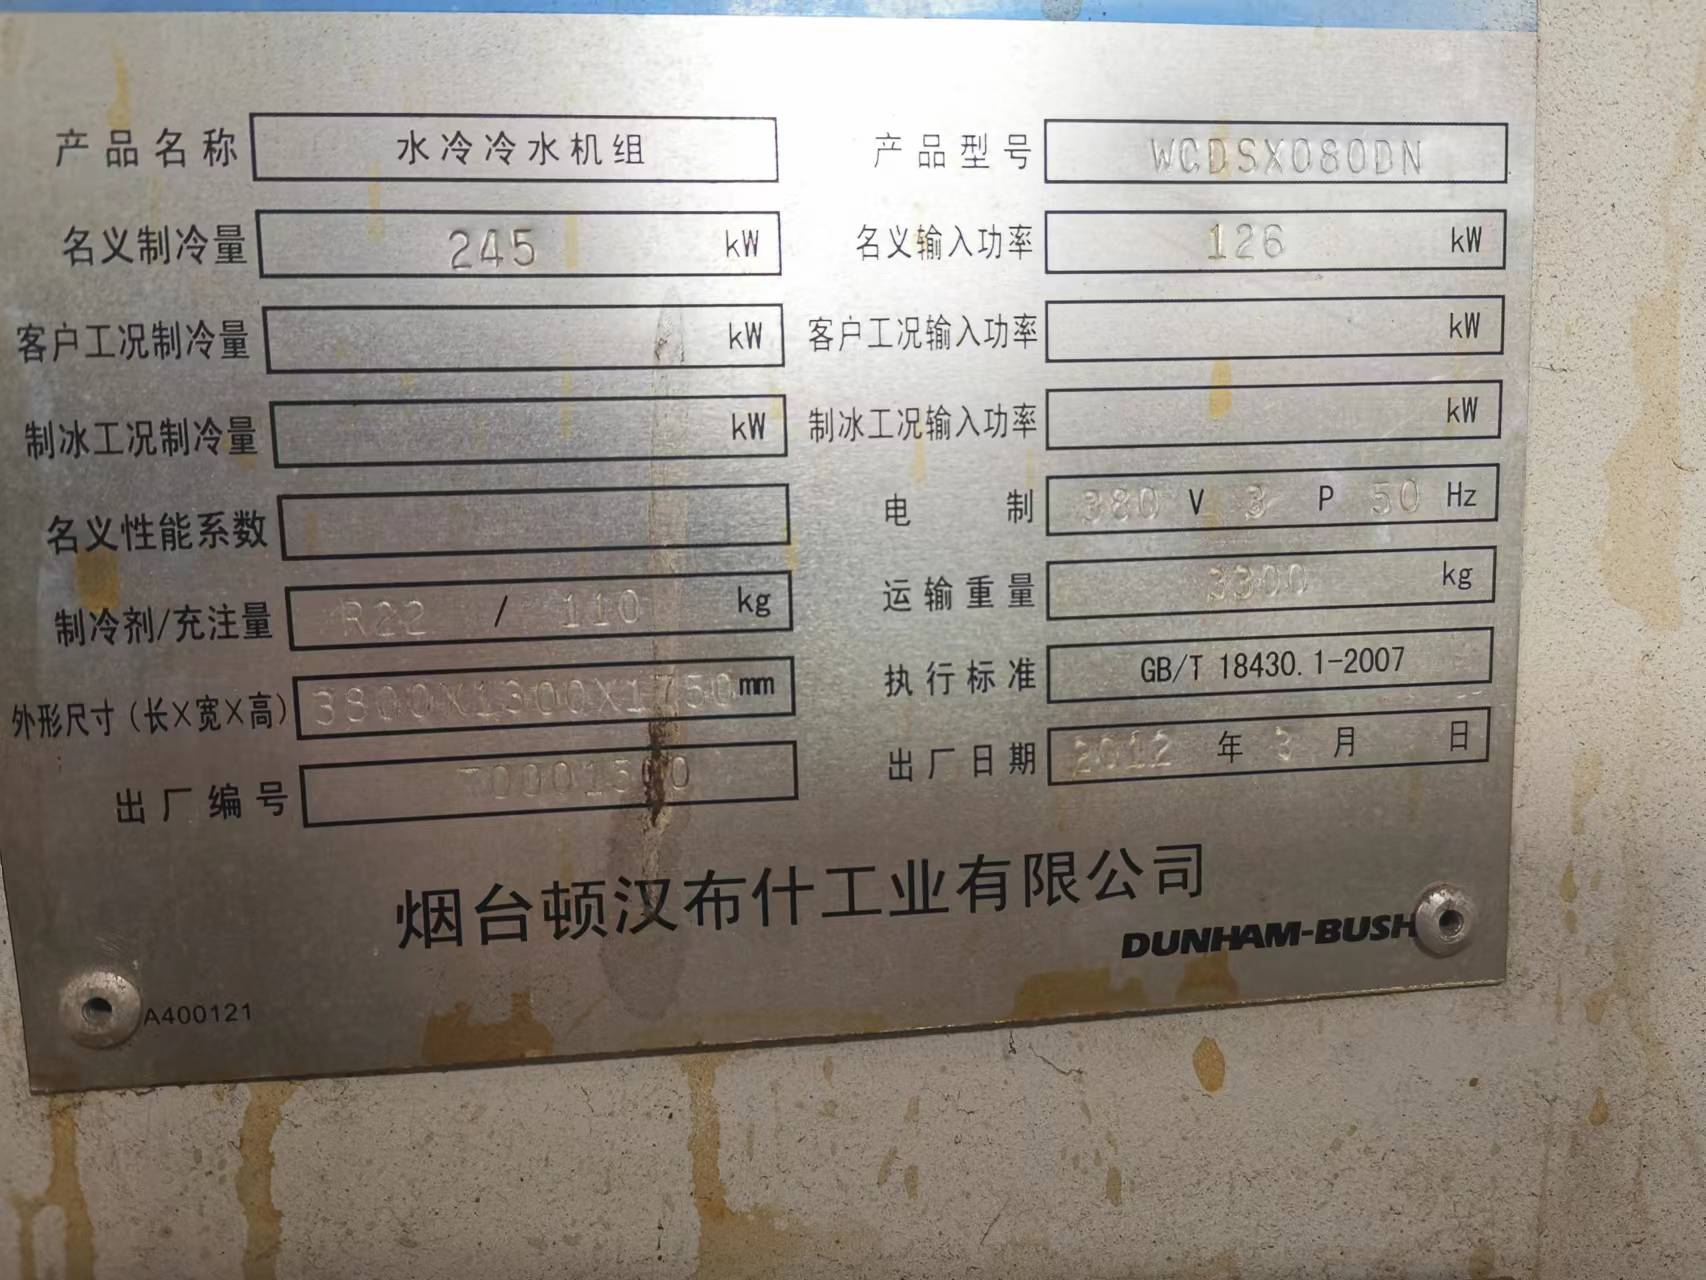 产品名称 水冷冷水机组 产品型号 WCDSX080DN
名义制冷量 245 kW 名义输入功率 126 kW
客户工况制冷量 kW 客户工况输入功率 kW
制冰工况制冷量 kW 制冰工况输入功率 kW
名义性能系数 电制 380 V 3 P 50 Hz
制冷剂/充注量 R22 / 110 kg 运输重量 3300 kg
外形尺寸(长×宽×高) 3800X1300X1750mm 执行标准 GB/T 18430.1-2007
出厂编号 出厂日期 2012 年 3 月 日
烟台顿汉布什工业有限公司
DUNHAM-BUSH
A400121